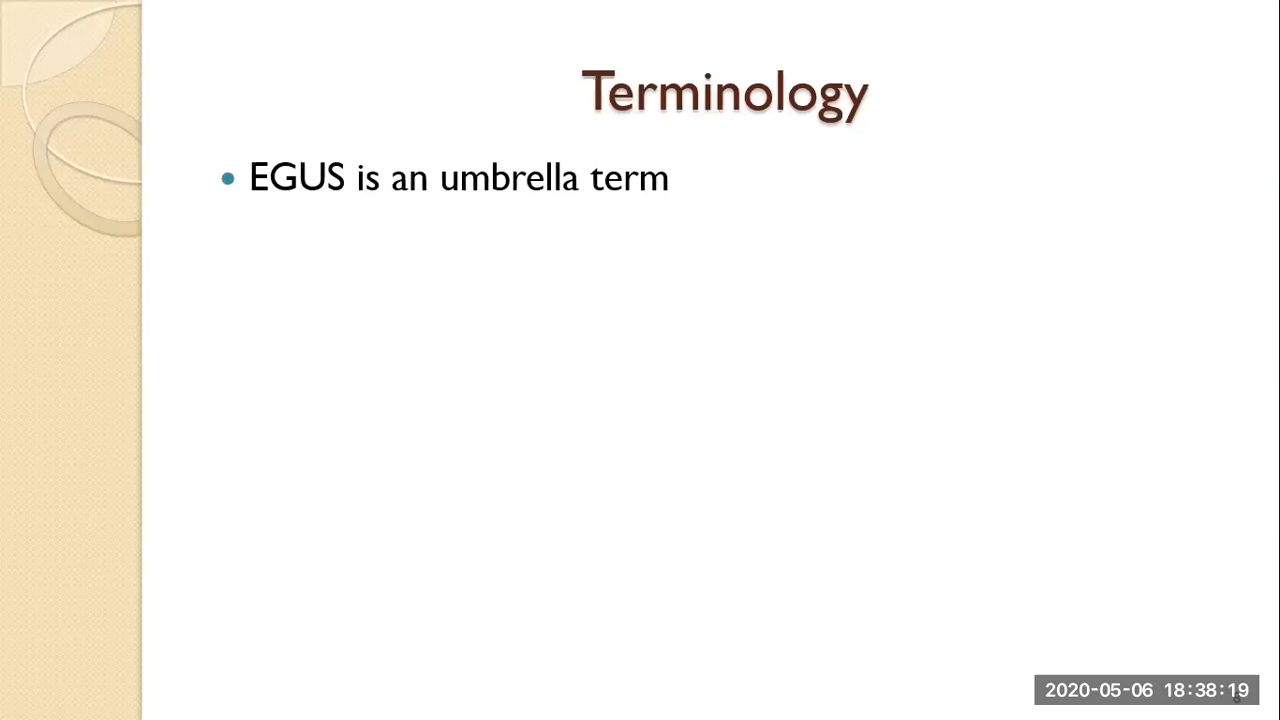 Terminology
• EGUS is an umbrella term
2020-05-06 18:38:19